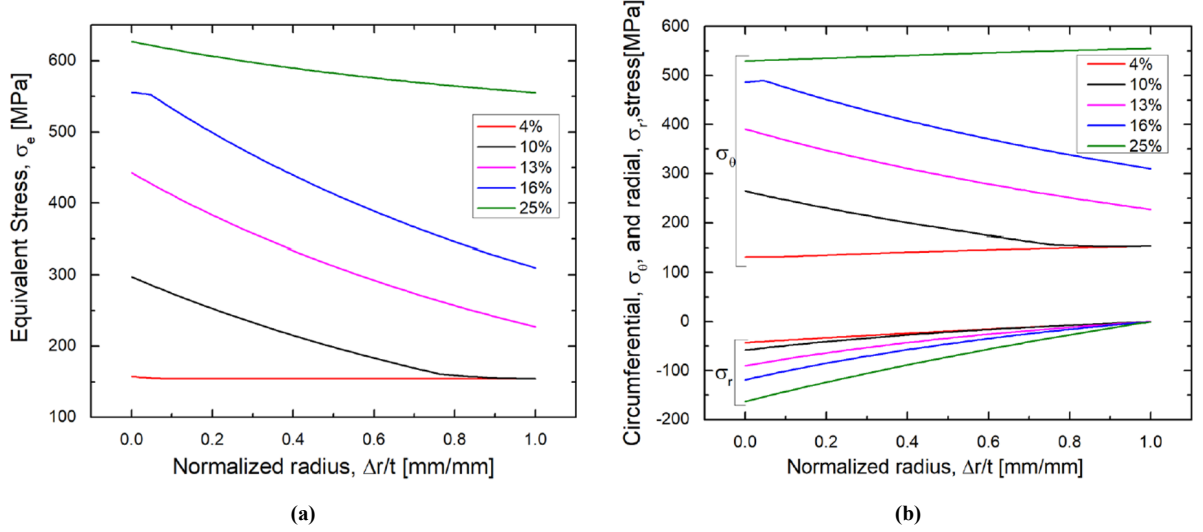 600
500
400
300
200
100
Equivalent Stress, σe [MPa]
4%
10%
13%
16%
25%
0.0 0.2 0.4 0.6 0.8 1.0
Normalized radius, Δr/t [mm/mm]
(a)
600
500
400
300
200
100
0
-100
-200
Circumferential, σθ, and radial, σr,stress[MPa]
σθ
σr
4%
10%
13%
16%
25%
0.0 0.2 0.4 0.6 0.8 1.0
Normalized radius, Δr/t [mm/mm]
(b)